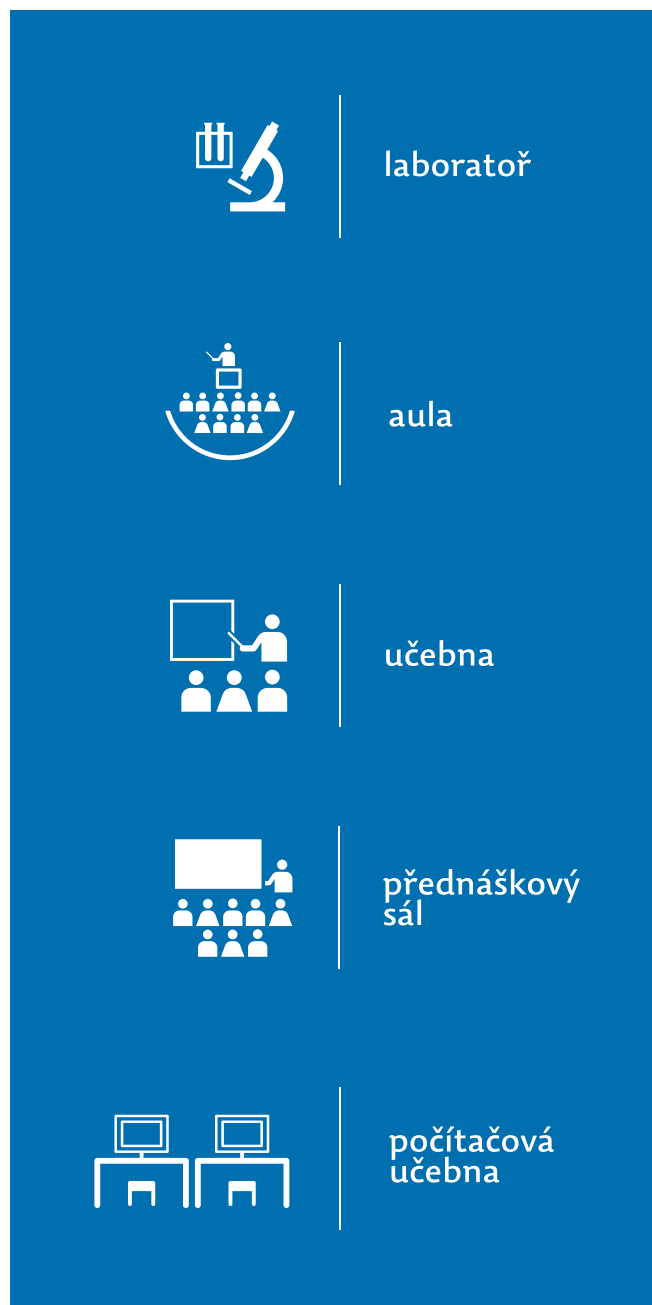 laboratoř
aula
učebna
přednáškový
sál
počítačová
učebna